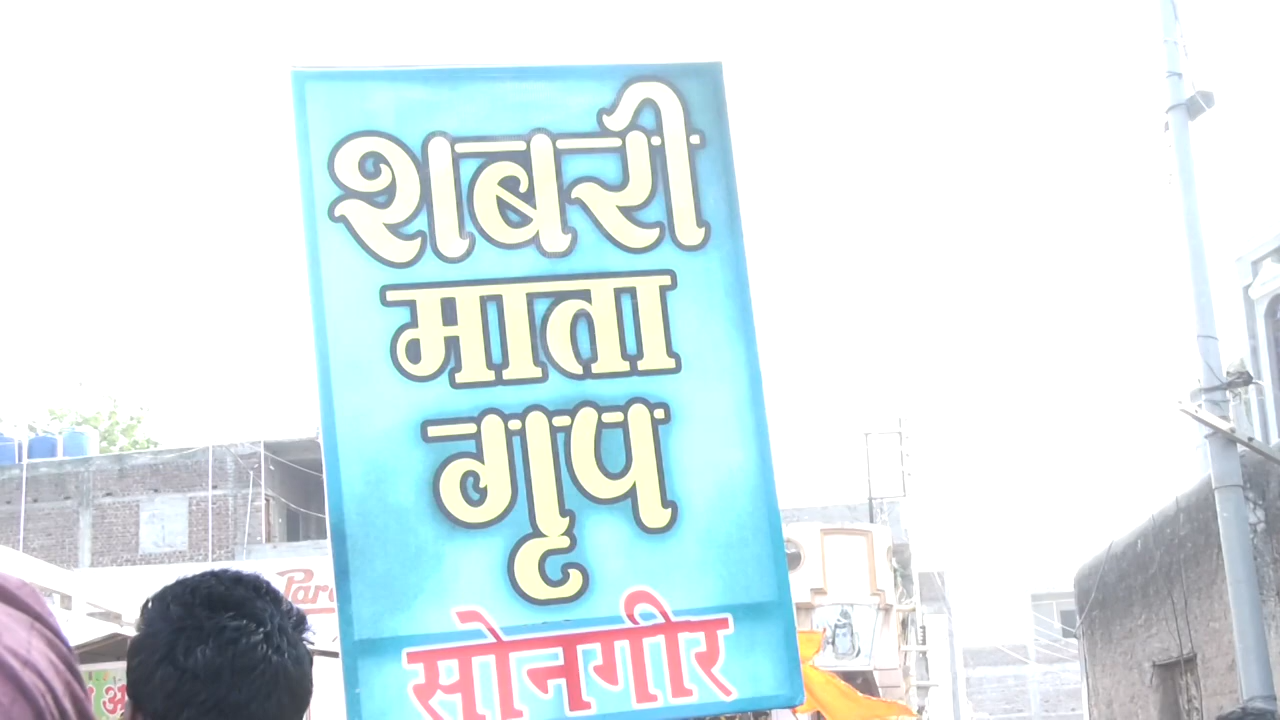 शबरी
माता
गृप
सोनगीर